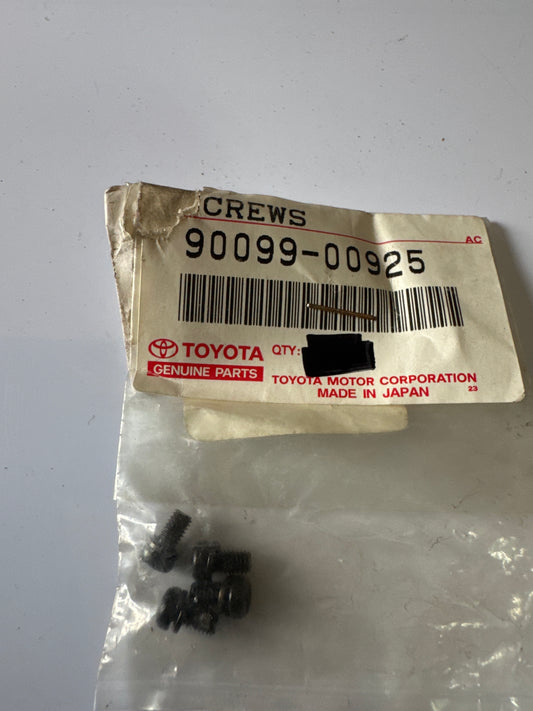 CREWS
AC
90099-00925
TOYOTA
QTY:
GENUINE PARTS
TOYOTA MOTOR CORPORATION
MADE IN JAPAN
23